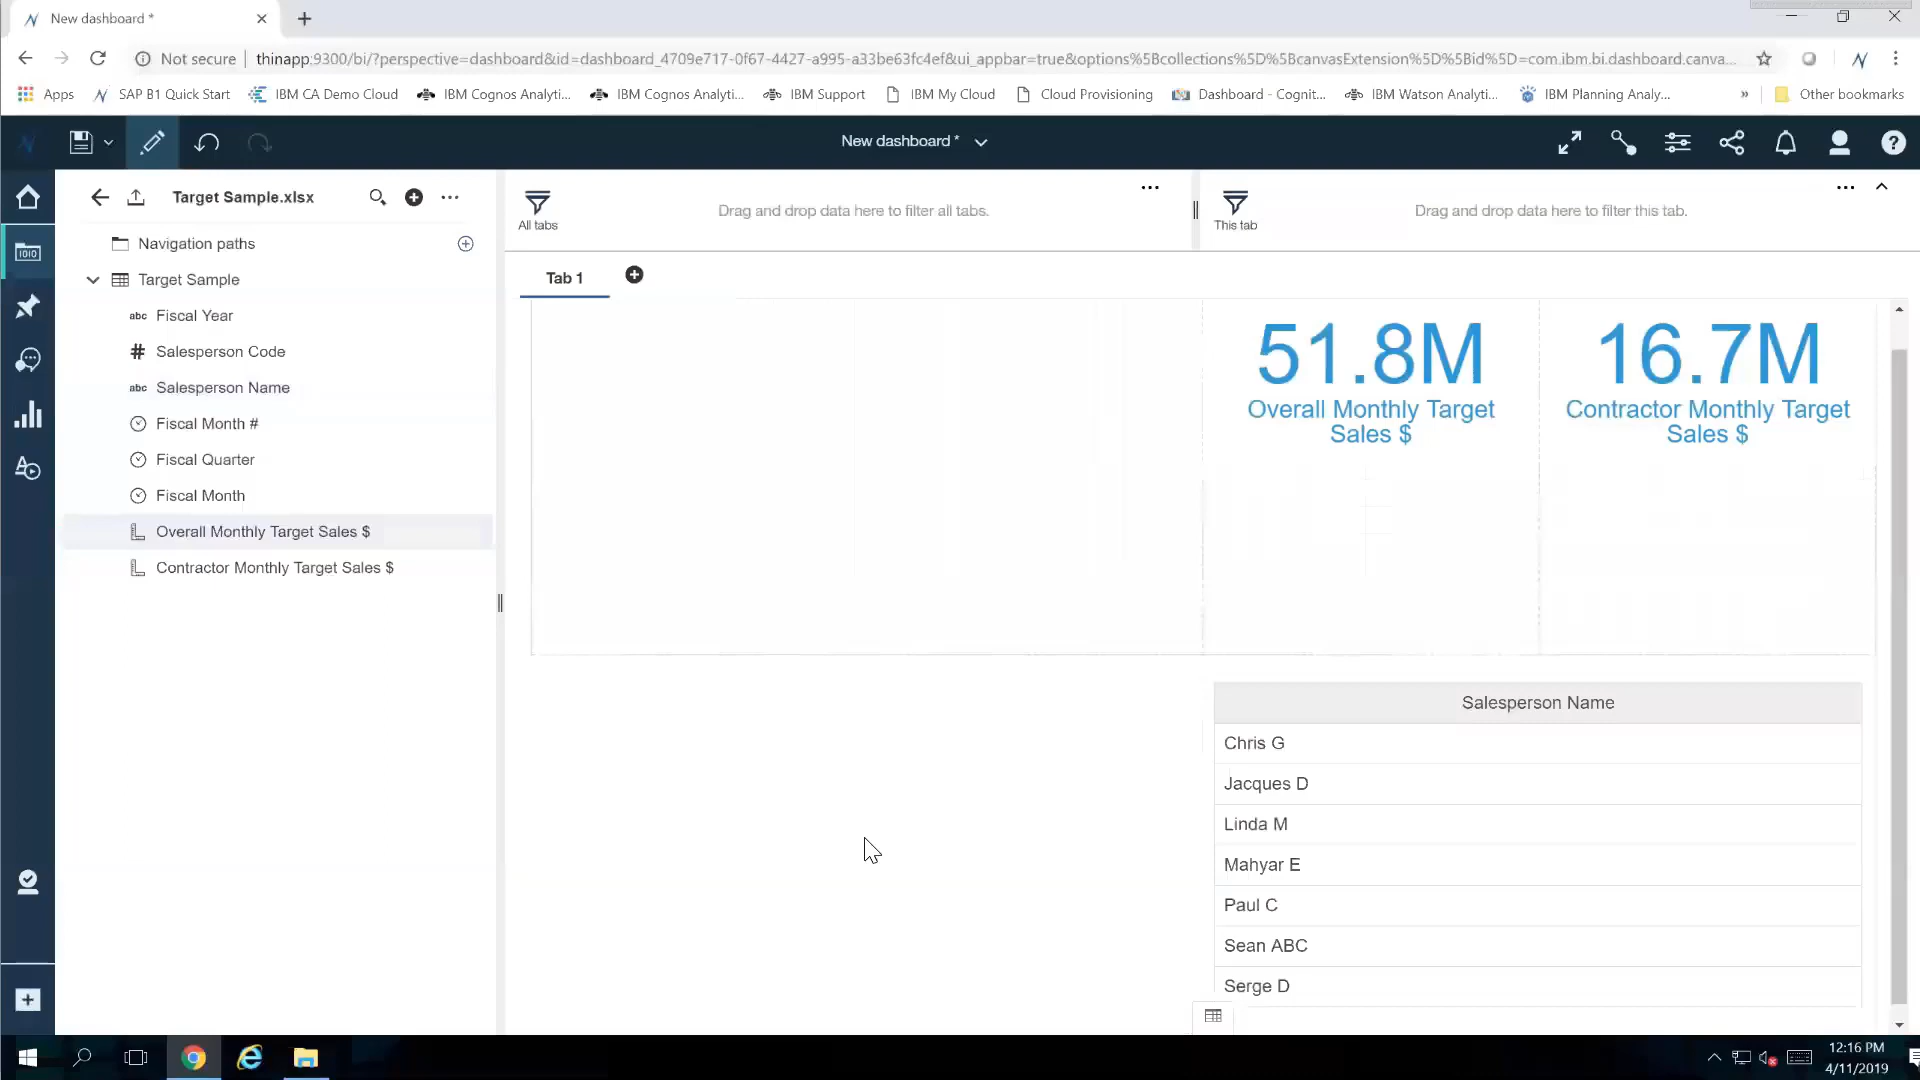 New dashboard *
Not secure
thinapp:9300/bi/?perspective=dashboard&id=dashboard_4709e717-0f67-4427-a995-a33be63fc4ef&ui_appbar=true&options%5Bcollections%5D%5BcanvasExtension%5D%5Bid%5D=com.ibm.bi.dashboard.canva...
Apps
SAP B1 Quick Start
IBM CA Demo Cloud
IBM Cognos Analyti...
IBM Cognos Analyti...
IBM Support
IBM My Cloud
Cloud Provisioning
Dashboard - Cognit...
IBM Watson Analyti...
IBM Planning Analy...
»
Other bookmarks
New dashboard *
Target Sample.xlsx
Navigation paths
Target Sample
abc Fiscal Year
# Salesperson Code
abc Salesperson Name
Fiscal Month #
Fiscal Quarter
Fiscal Month
Overall Monthly Target Sales $
Contractor Monthly Target Sales $
All tabs
Drag and drop data here to filter all tabs.
This tab
Drag and drop data here to filter this tab.
Tab 1
51.8M
Overall Monthly Target
Sales $
16.7M
Contractor Monthly Target
Sales $
Salesperson Name
Chris G
Jacques D
Linda M
Mahyar E
Paul C
Sean ABC
Serge D
12:16 PM
4/11/2019